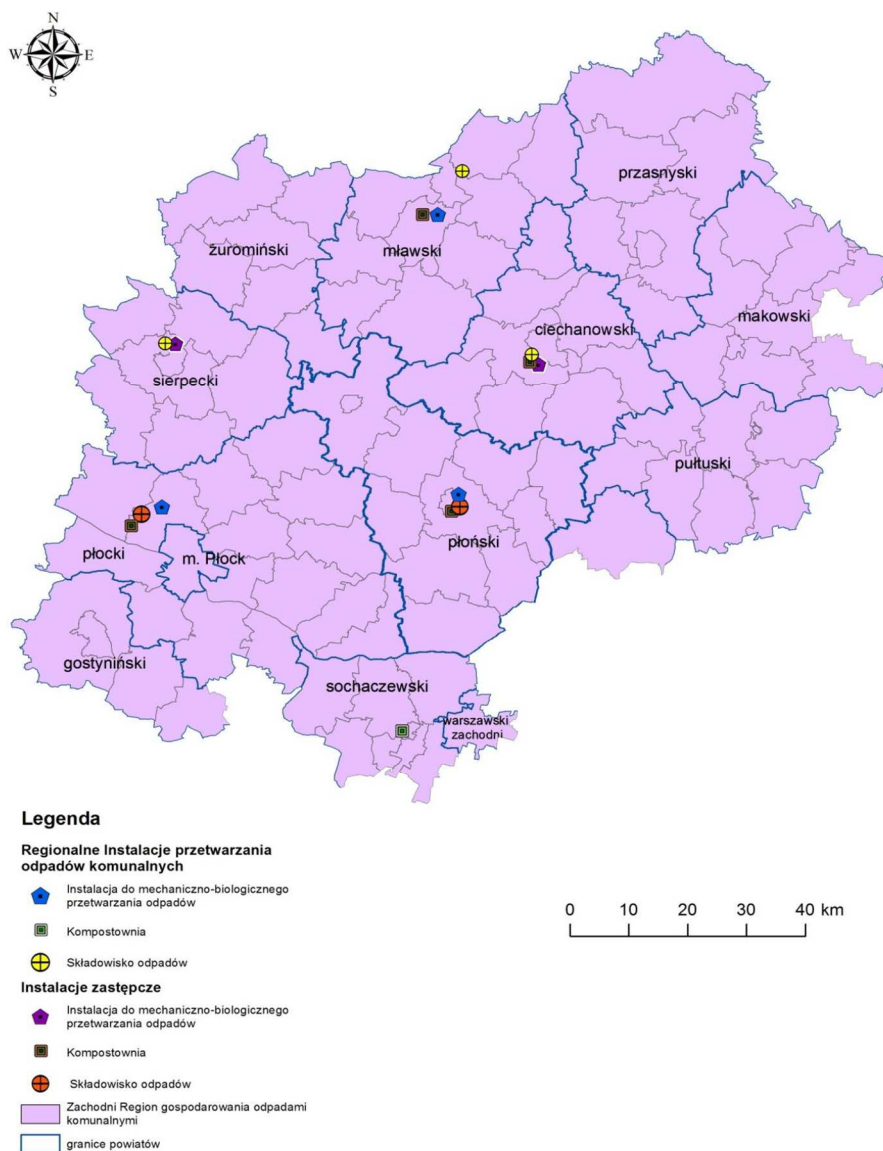 N
W E
S
przasnyski
żuromiński
mławski
makowski
ciechanowski
sierpecki
pułtuski
płoński
płocki
m. Płock
gostyniński
sochaczewski
warszawski
zachodni
Legenda
Regionalne Instalacje przetwarzania
odpadów komunalnych
Instalacja do mechaniczno-biologicznego
przetwarzania odpadów
Kompostownia
Składowisko odpadów
Instalacje zastępcze
Instalacja do mechaniczno-biologicznego
przetwarzania odpadów
Kompostownia
Składowisko odpadów
Zachodni Region gospodarowania odpadami
komunalnymi
granice powiatów
0 10 20 30 40 km